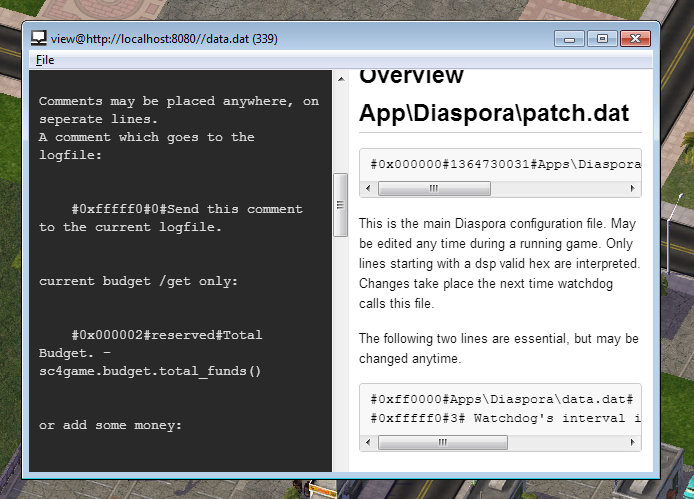 view@http://localhost:8080//data.dat (339)
File
Comments may be placed anywhere, on
seperate lines.
A comment which goes to the
logfile:
#0xfffff0#0#Send this comment
to the current logfile.
current budget /get only:
#0x000002#reserved#Total
Budget. -
sc4game.budget.total_funds()
or add some money:
Overview
App\Diaspora\patch.dat
#0x000000#1364730031#Apps\Diaspora
This is the main Diaspora configuration file. May
be edited any time during a running game. Only
lines starting with a dsp valid hex are interpreted.
Changes take place the next time watchdog
calls this file.
The following two lines are essential, but may be
changed anytime.
#0xff0000#Apps\Diaspora\data.dat#
#0xfffff0#3# Watchdog's interval i